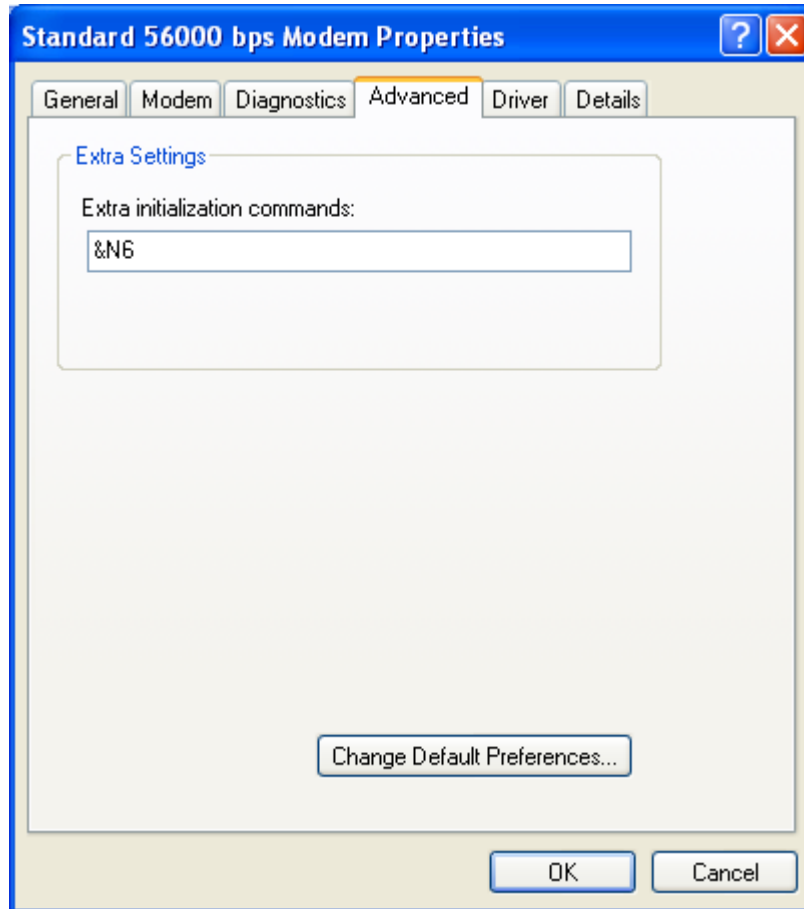 Standard 56000 bps Modem Properties
?
General Modem Diagnostics Advanced Driver Details
Extra Settings
Extra initialization commands:
&N6
Change Default Preferences...
OK Cancel